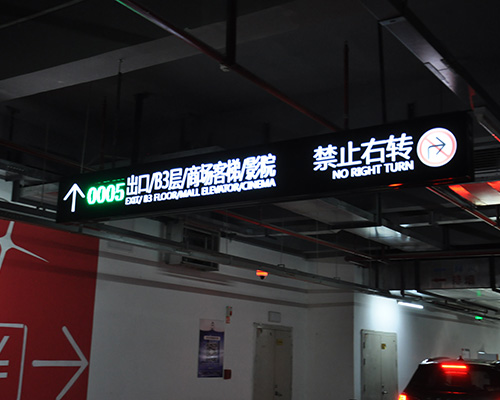 0005 出口/B3层/商场客梯/影院
EXIT/ B3 FLOOR/MALL ELEVATOR/CINEMA
禁止右转
NO RIGHT TURN